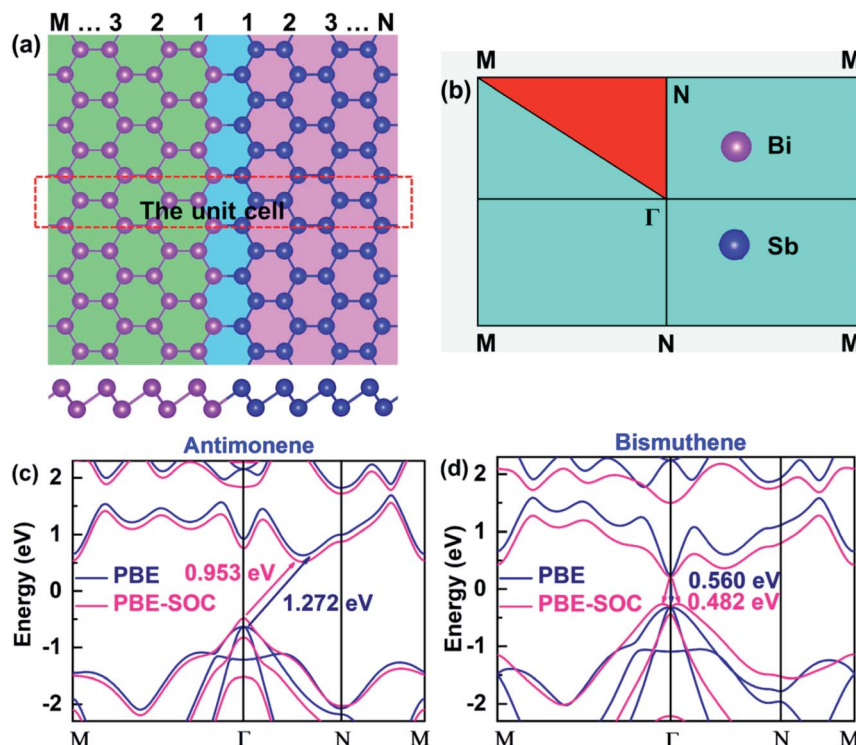 M ... 3 2 1 1 2 3... N
(a)
The unit cell
M M
(b)
N
Bi
Γ
Sb
M N M
Antimonene
(c)
2
1
0
-1
-2
Energy (eV)
PBE
PBE-SOC
0.953 eV
1.272 eV
M Γ N M
Bismuthene
(d)
2
1
0
-1
-2
Energy (eV)
PBE
PBE-SOC
0.560 eV
0.482 eV
M Γ N M